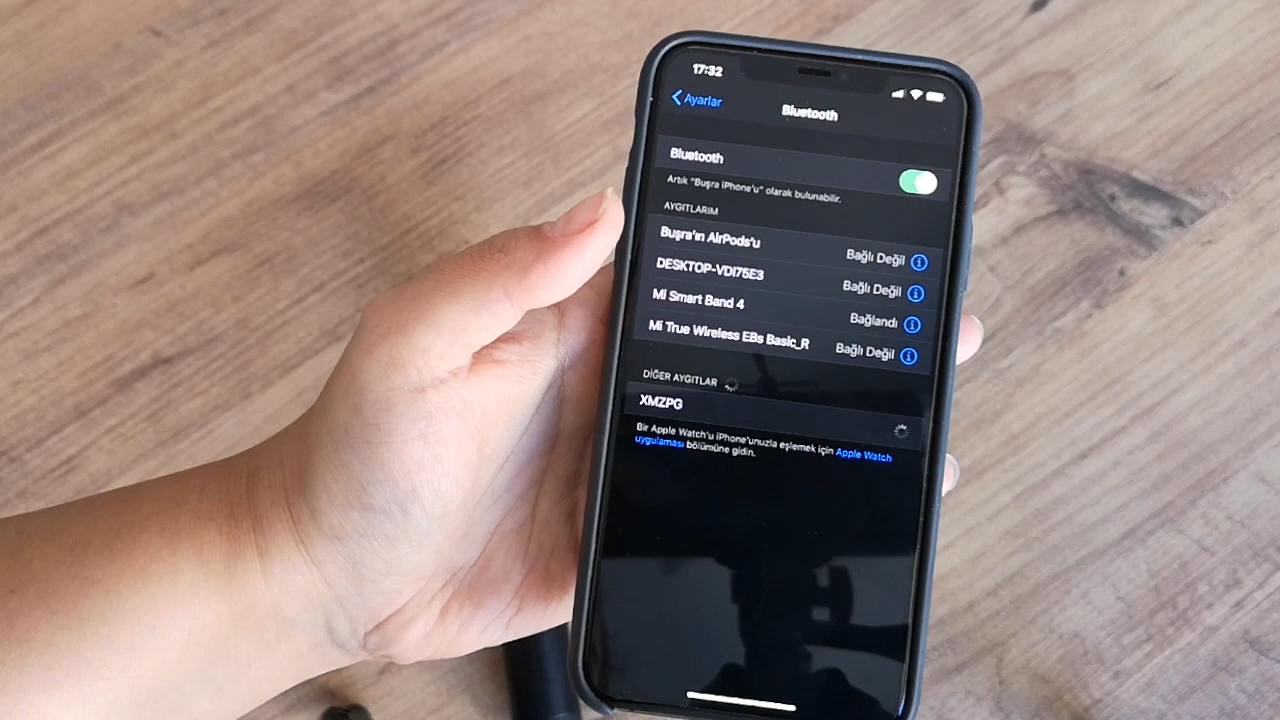 17:32
Ayarlar
Bluetooth
Bluetooth
Artık "Buşra iPhone'u" olarak bulunabilir.
AYGITLARIM
Buşra'ın AirPods'u Bağlı Değil
DESKTOP-VDI75E3 Bağlı Değil
Mi Smart Band 4 Bağlandı
Mi True Wireless EBs Basic_R Bağlı Değil
DİĞER AYGITLAR
XMZPG
Bir Apple Watch'u iPhone'unuzla eşlemek için Apple Watch
uygulaması bölümüne gidin.